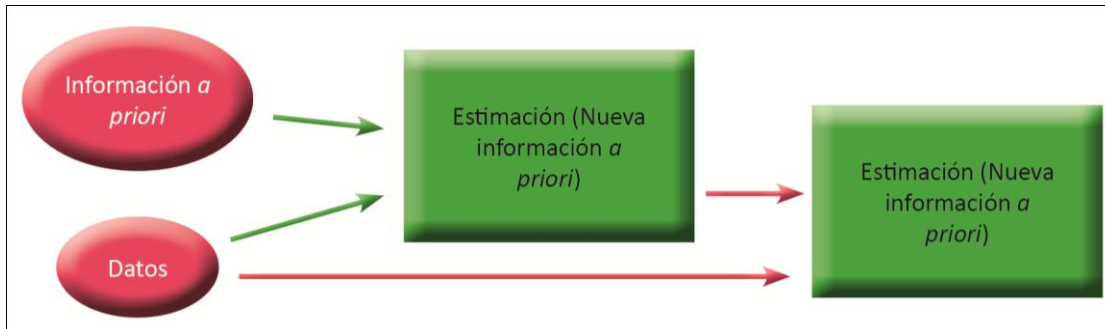 Información a
priori
Estimación (Nueva
información a
priori)
Estimación (Nueva
información a
priori)
Datos